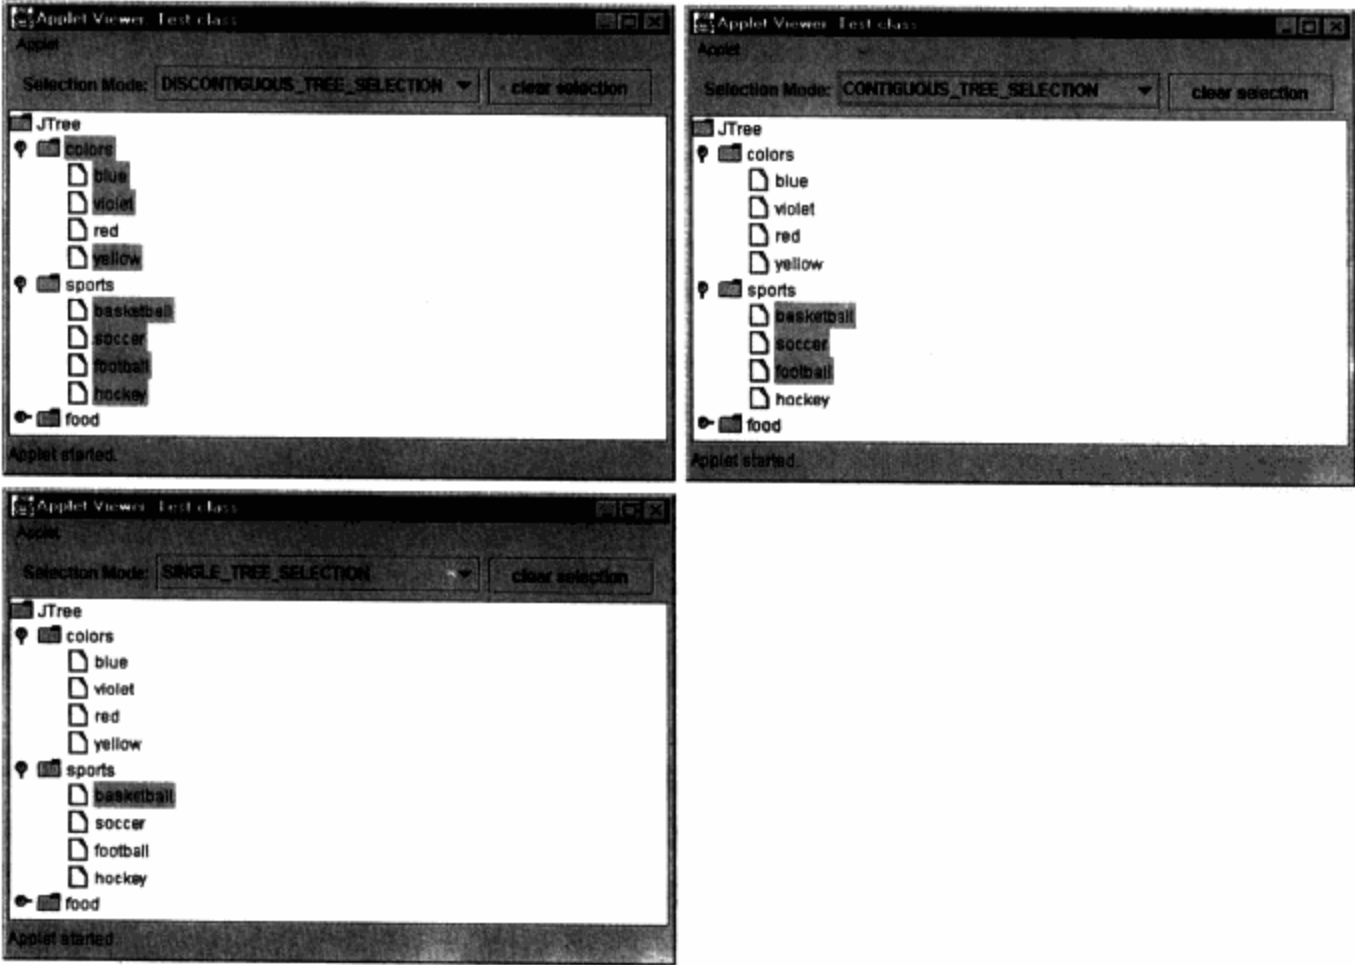 Applet Viewer: Test class
Applet
Selection Mode: DISCONTIGUOUS_TREE_SELECTION clear selection
JTree
colors
blue
violet
red
yellow
sports
basketball
soccer
football
hockey
food
Applet started.
Applet Viewer: Test class
Applet
Selection Mode: CONTIGUOUS_TREE_SELECTION clear selection
JTree
colors
blue
violet
red
yellow
sports
basketball
soccer
football
hockey
food
Applet started.
Applet Viewer: Test class
Applet
Selection Mode: SINGLE_TREE_SELECTION clear selection
JTree
colors
blue
violet
red
yellow
sports
basketball
soccer
football
hockey
food
Applet started.